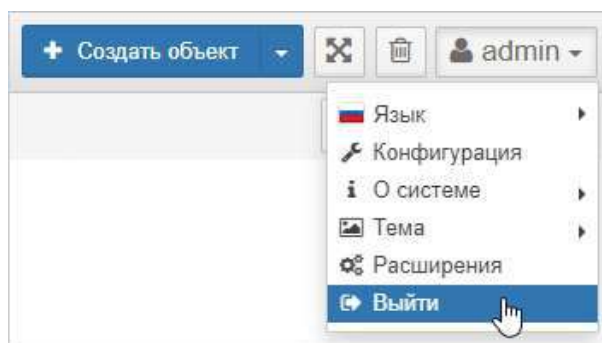 Создать объект
admin
Язык
Конфигурация
О системе
Тема
Расширения
Выйти